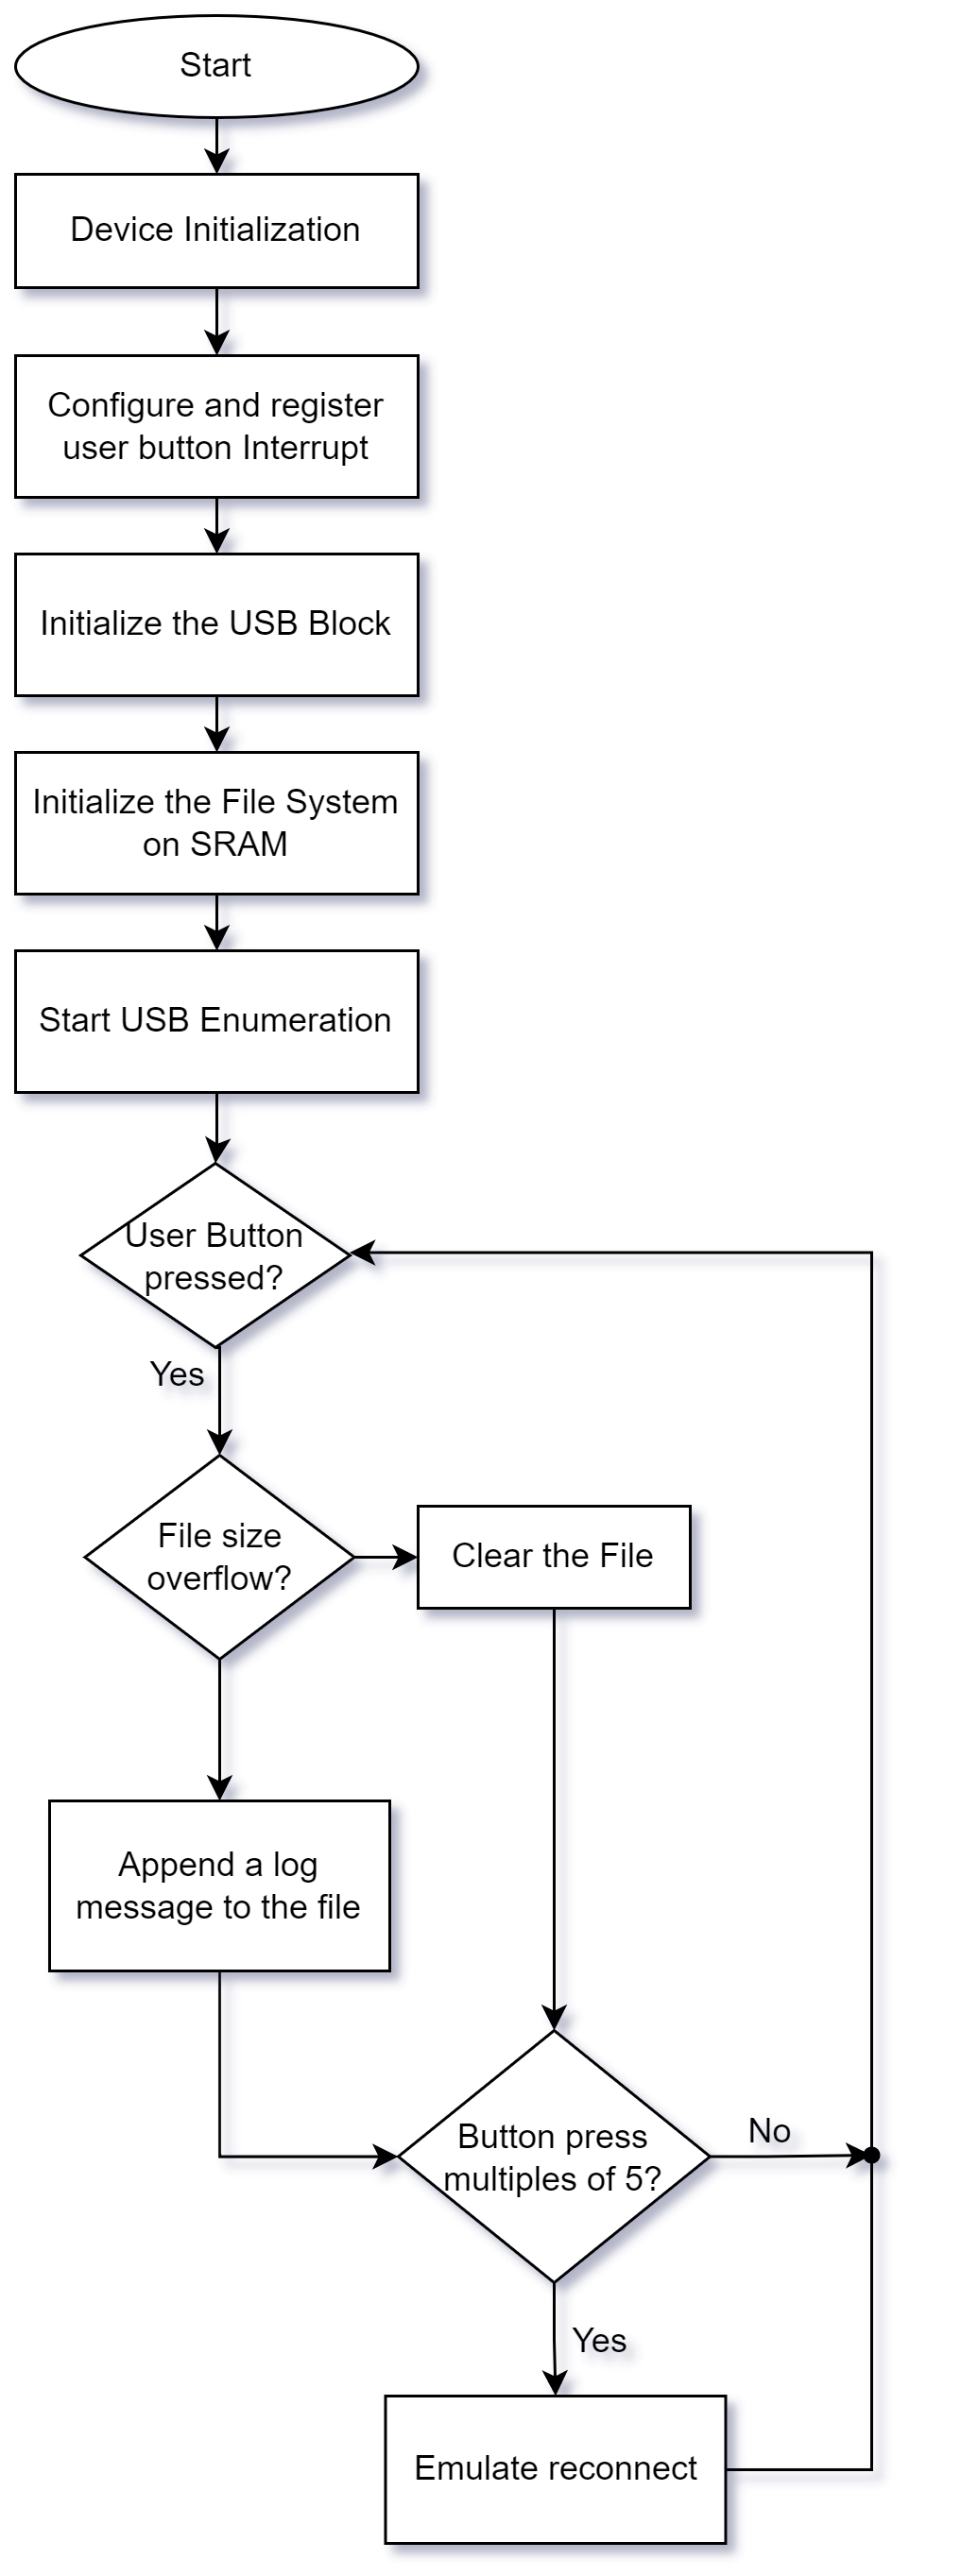 Start
Device Initialization
Configure and register
user button Interrupt
Initialize the USB Block
Initialize the File System
on SRAM
Start USB Enumeration
User Button
pressed?
Yes
File size
overflow?
Clear the File
Append a log
message to the file
Button press
multiples of 5?
No
Yes
Emulate reconnect